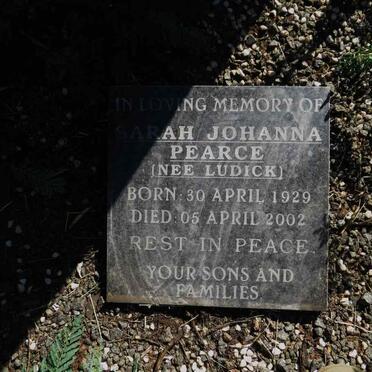 IN LOVING MEMORY OF
SARAH JOHANNA
PEARCE
(NEE LUDICK)
BORN: 30 APRIL 1929
DIED: 05 APRIL 2002
REST IN PEACE
YOUR SONS AND
FAMILIES